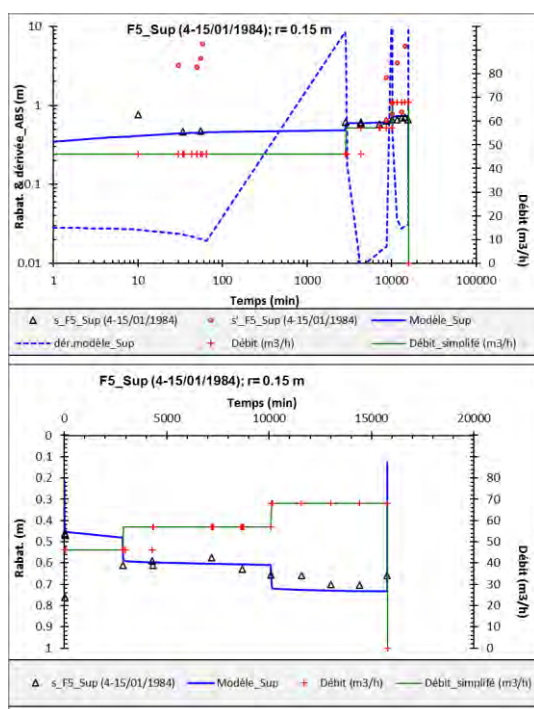 F5_Sup (4-15/01/1984); r= 0.15 m
Rabat. & dérivée_ABS (m)
10
1
0.1
0.01
80
70
60
50
40
30
20
10
0
Débit (m3/h)
1
10
100
1000
10000
100000
Temps (min)
s_F5_Sup (4-15/01/1984)
s'_F5_Sup (4-15/01/1984)
Modèle_Sup
dér.modèle_Sup
Débit (m3/h)
Débit_simplifé (m3/h)
F5_Sup (4-15/01/1984); r= 0.15 m
Temps (min)
0
5000
10000
15000
20000
Rabat. (m)
0
0.1
0.2
0.3
0.4
0.5
0.6
0.7
0.8
0.9
1
80
70
60
50
40
30
20
10
0
Débit (m3/h)
s_F5_Sup (4-15/01/1984)
Modèle_Sup
Débit (m3/h)
Débit_simplifé (m3/h)